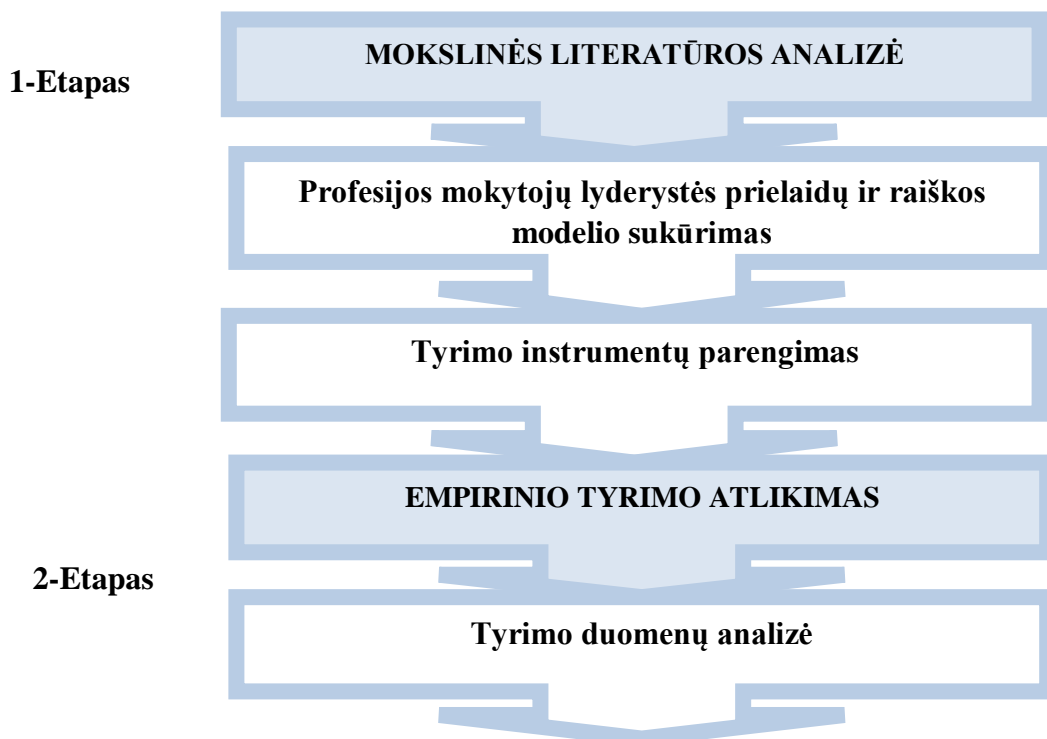 MOKSLINĖS LITERATŪROS ANALIZĖ
1-Etapas
Profesijos mokytojų lyderystės prielaidų ir raiškos
modelio sukūrimas
Tyrimo instrumentų parengimas
EMPIRINIO TYRIMO ATLIKIMAS
2-Etapas
Tyrimo duomenų analizė